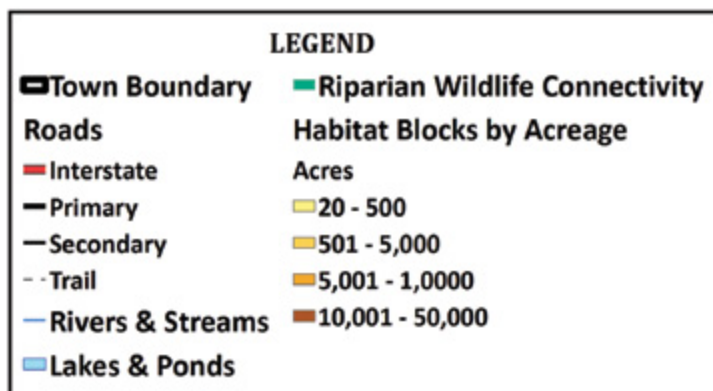 LEGEND
Town Boundary
Roads
Interstate
Primary
Secondary
Trail
Rivers & Streams
Lakes & Ponds
Riparian Wildlife Connectivity
Habitat Blocks by Acreage
Acres
20 - 500
501 - 5,000
5,001 - 1,0000
10,001 - 50,000